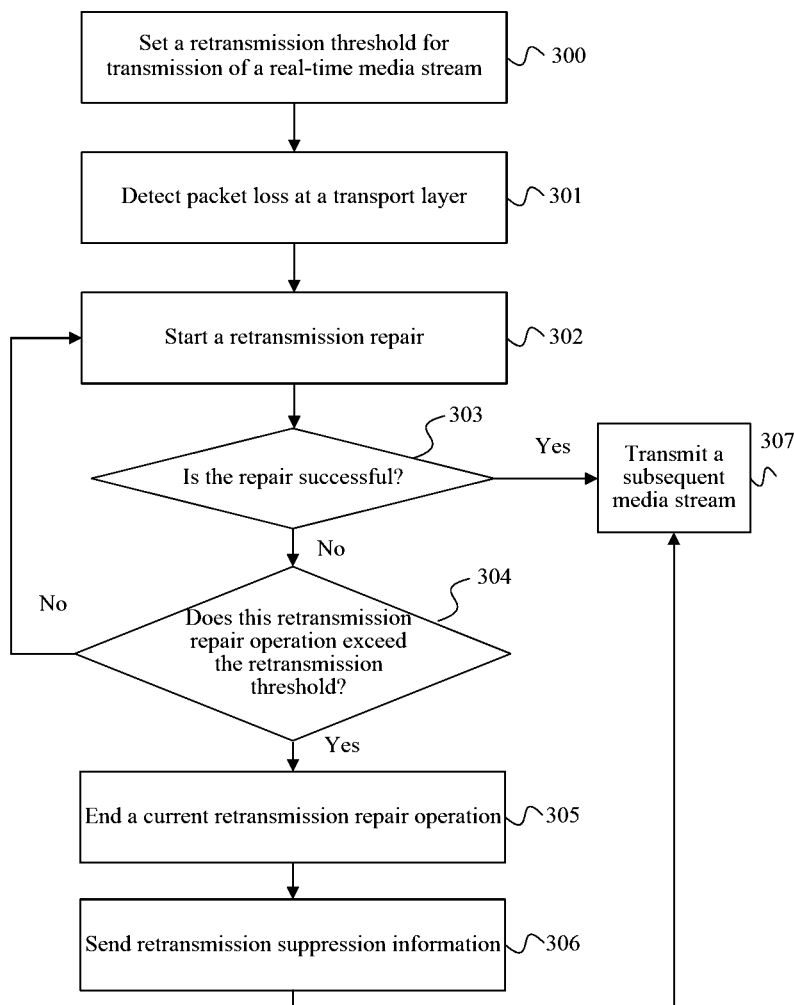 Set a retransmission threshold for
transmission of a real-time media stream
300
Detect packet loss at a transport layer
301
Start a retransmission repair
302
303
Is the repair successful?
Yes
Transmit a
subsequent
media stream
307
No
304
No
Does this retransmission
repair operation exceed
the retransmission
threshold?
Yes
End a current retransmission repair operation
305
Send retransmission suppression information
306